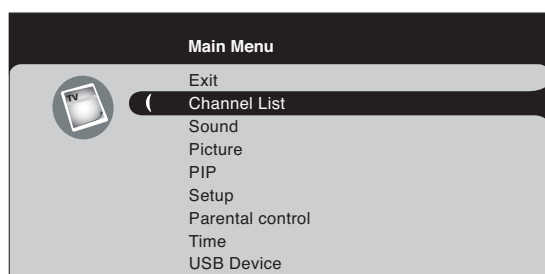 Main Menu
Exit
TV
Channel List
Sound
Picture
PIP
Setup
Parental control
Time
USB Device